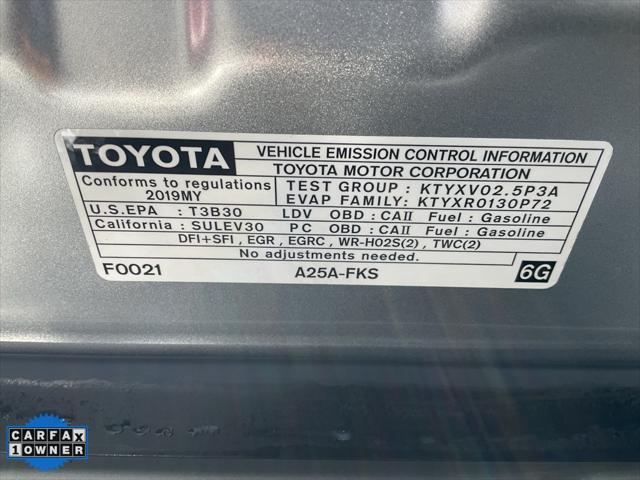 TOYOTA
VEHICLE EMISSION CONTROL INFORMATION
TOYOTA MOTOR CORPORATION
Conforms to regulations
2019MY
TEST GROUP : KTYXV02.5P3A
EVAP FAMILY: KTYXR0130P72
U.S.EPA : T3B30 LDV OBD : CAII Fuel : Gasoline
California : SULEV30 PC OBD : CAII Fuel : Gasoline
DFI+SFI , EGR , EGRC , WR-HO2S(2) , TWC(2)
No adjustments needed.
F0021 A25A-FKS 6G
CARFAX
1OWNER